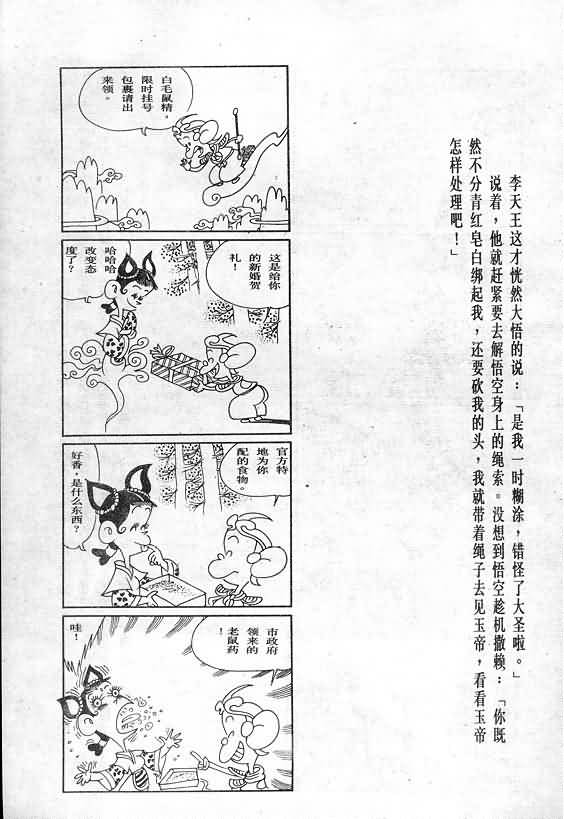 李天王这才恍然大悟的说：「是我一时糊涂，错怪了大圣啦。」
说着，他就赶紧要去解悟空身上的绳索。没想到悟空趁机撒赖：「你既
然不分青红皂白绑起我，还要砍我的头，我就带着绳子去见玉帝，看看玉帝
怎样处理吧！」
白毛鼠精，
限时挂号
包裹请出
来领。
这是给你
的新婚贺
礼！
哈哈哈
改变态
度了？
官方特
地为你
配的食物。
好香，是什么东西？
市政府
领来的
老鼠药
！
哇！